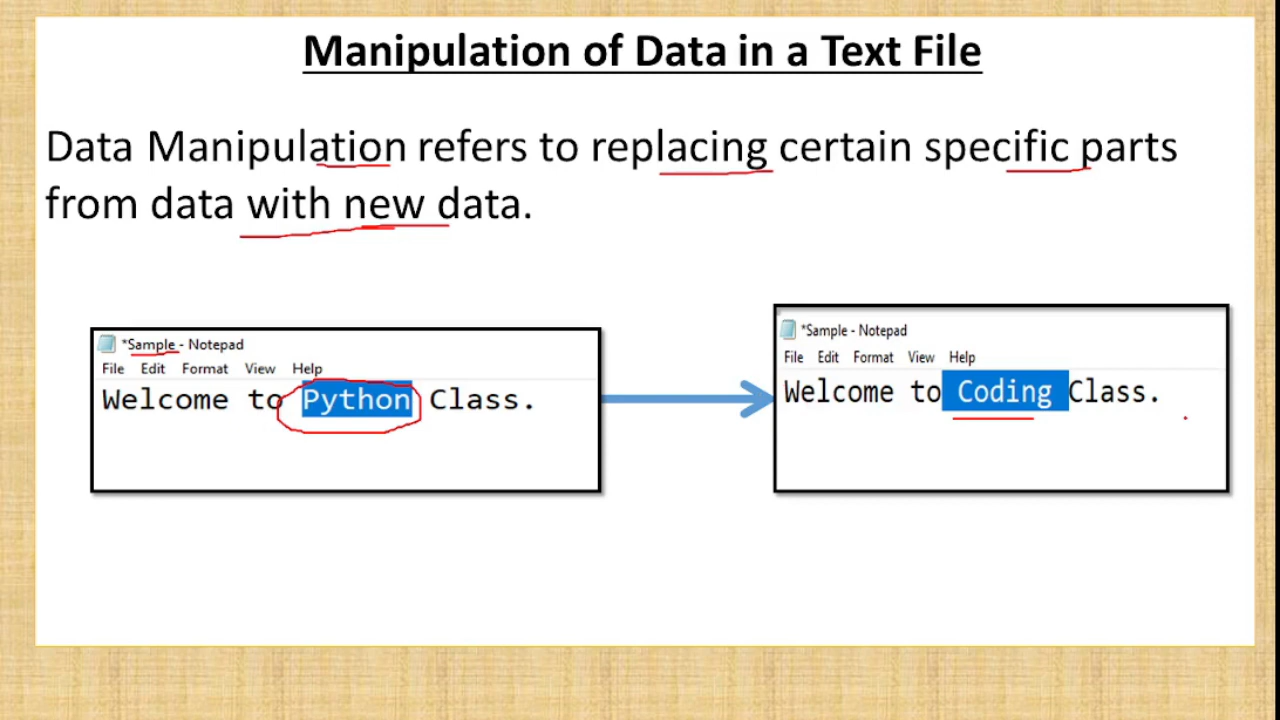 Manipulation of Data in a Text File
Data Manipulation refers to replacing certain specific parts
from data with new data.
*Sample - Notepad
File Edit Format View Help
Welcome to Python Class.
*Sample - Notepad
File Edit Format View Help
Welcome to Coding Class.